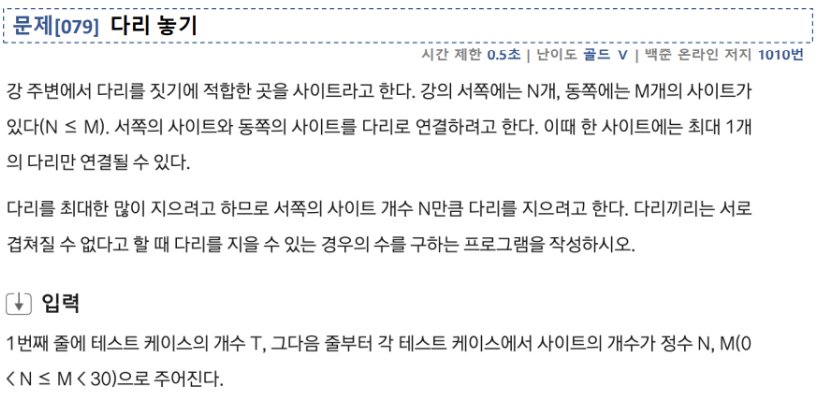 문제[079] 다리 놓기
시간 제한 0.5초 | 난이도 골드 V | 백준 온라인 저지 1010번
강 주변에서 다리를 짓기에 적합한 곳을 사이트라고 한다. 강의 서쪽에는 N개, 동쪽에는 M개의 사이트가
있다(N ≤ M). 서쪽의 사이트와 동쪽의 사이트를 다리로 연결하려고 한다. 이때 한 사이트에는 최대 1개
의 다리만 연결될 수 있다.
다리를 최대한 많이 지으려고 하므로 서쪽의 사이트 개수 N만큼 다리를 지으려고 한다. 다리끼리는 서로
겹쳐질 수 없다고 할 때 다리를 지을 수 있는 경우의 수를 구하는 프로그램을 작성하시오.
입력
1번째 줄에 테스트 케이스의 개수 T, 그다음 줄부터 각 테스트 케이스에서 사이트의 개수가 정수 N, M(0
< N ≤ M < 30)으로 주어진다.